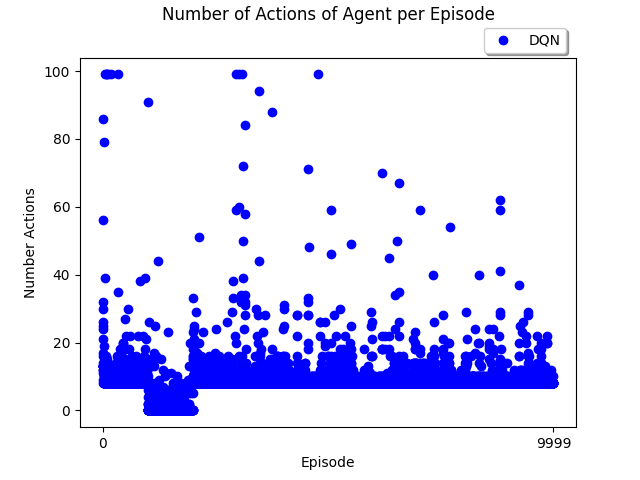 Number of Actions of Agent per Episode
DQN
100
80
60
40
20
0
Number Actions
0
9999
Episode